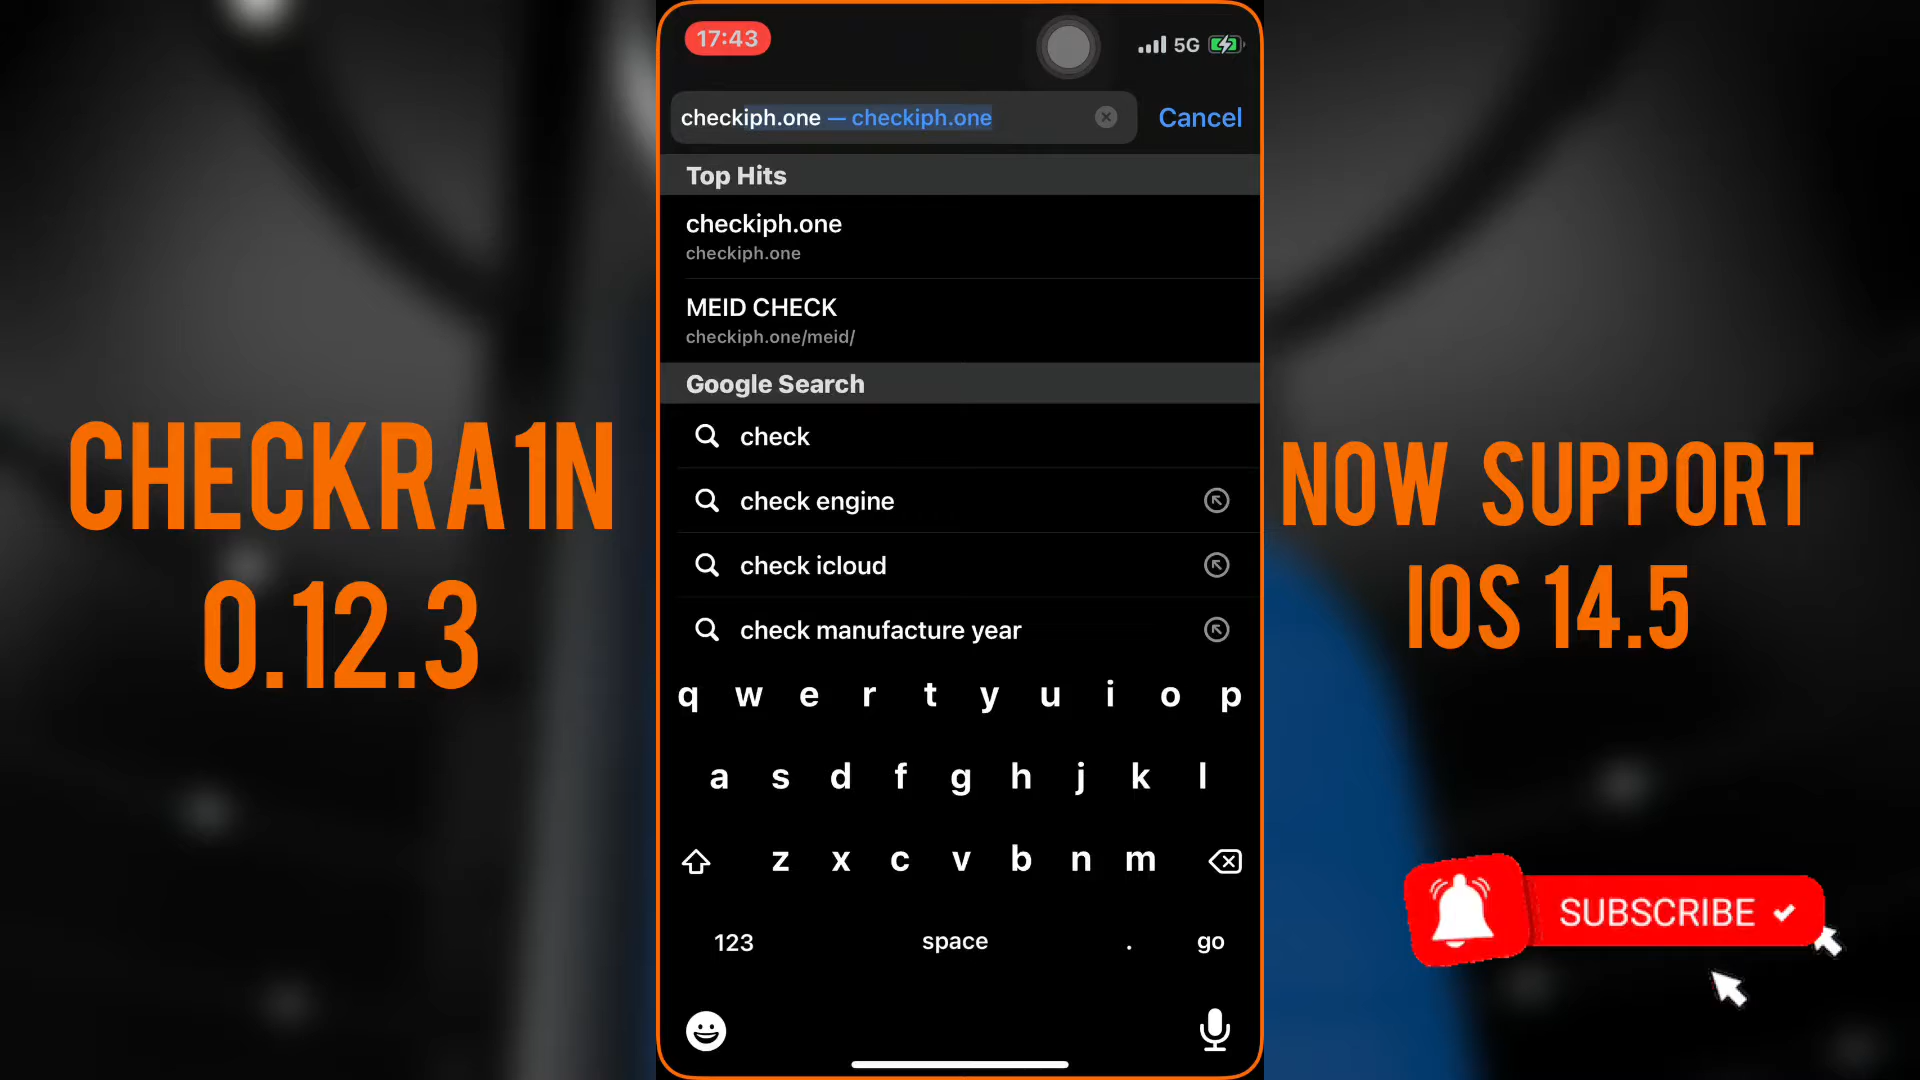 17:43
5G
checkiph.one — checkiph.one
Cancel
Top Hits
checkiph.one
checkiph.one
MEID CHECK
checkiph.one/meid/
Google Search
check
check engine
check icloud
check manufacture year
q w e r t y u i o p
a s d f g h j k l
z x c v b n m
123 space . go
CHECKRA1N
0.12.3
NOW SUPPORT
IOS 14.5
SUBSCRIBE